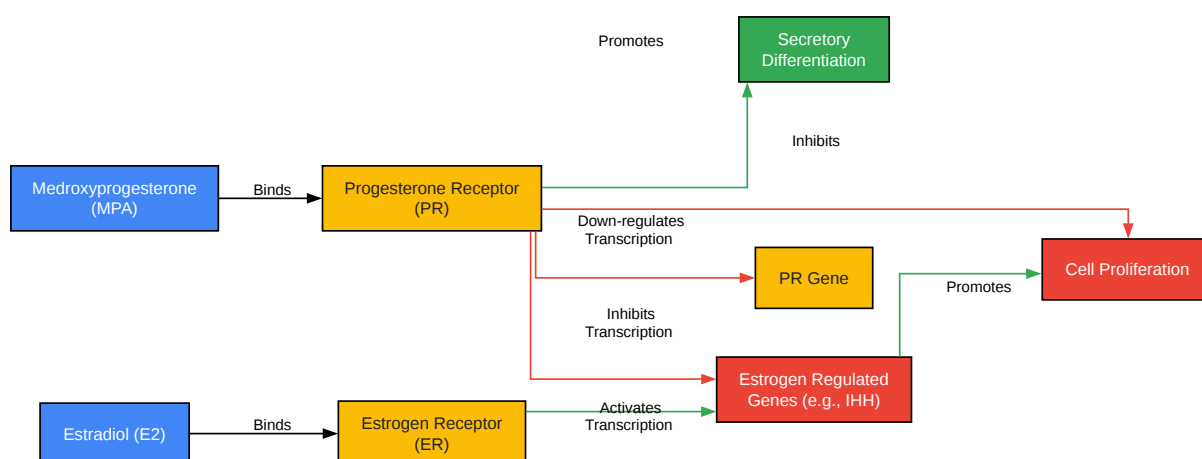 Promotes
Secretory
Differentiation
Inhibits
Medroxyprogesterone
(MPA)
Binds
Progesterone Receptor
(PR)
Down-regulates
Transcription
PR Gene
Cell Proliferation
Promotes
Inhibits
Transcription
Estrogen Regulated
Genes (e.g., IHH)
Estradiol (E2)
Binds
Estrogen Receptor
(ER)
Activates
Transcription